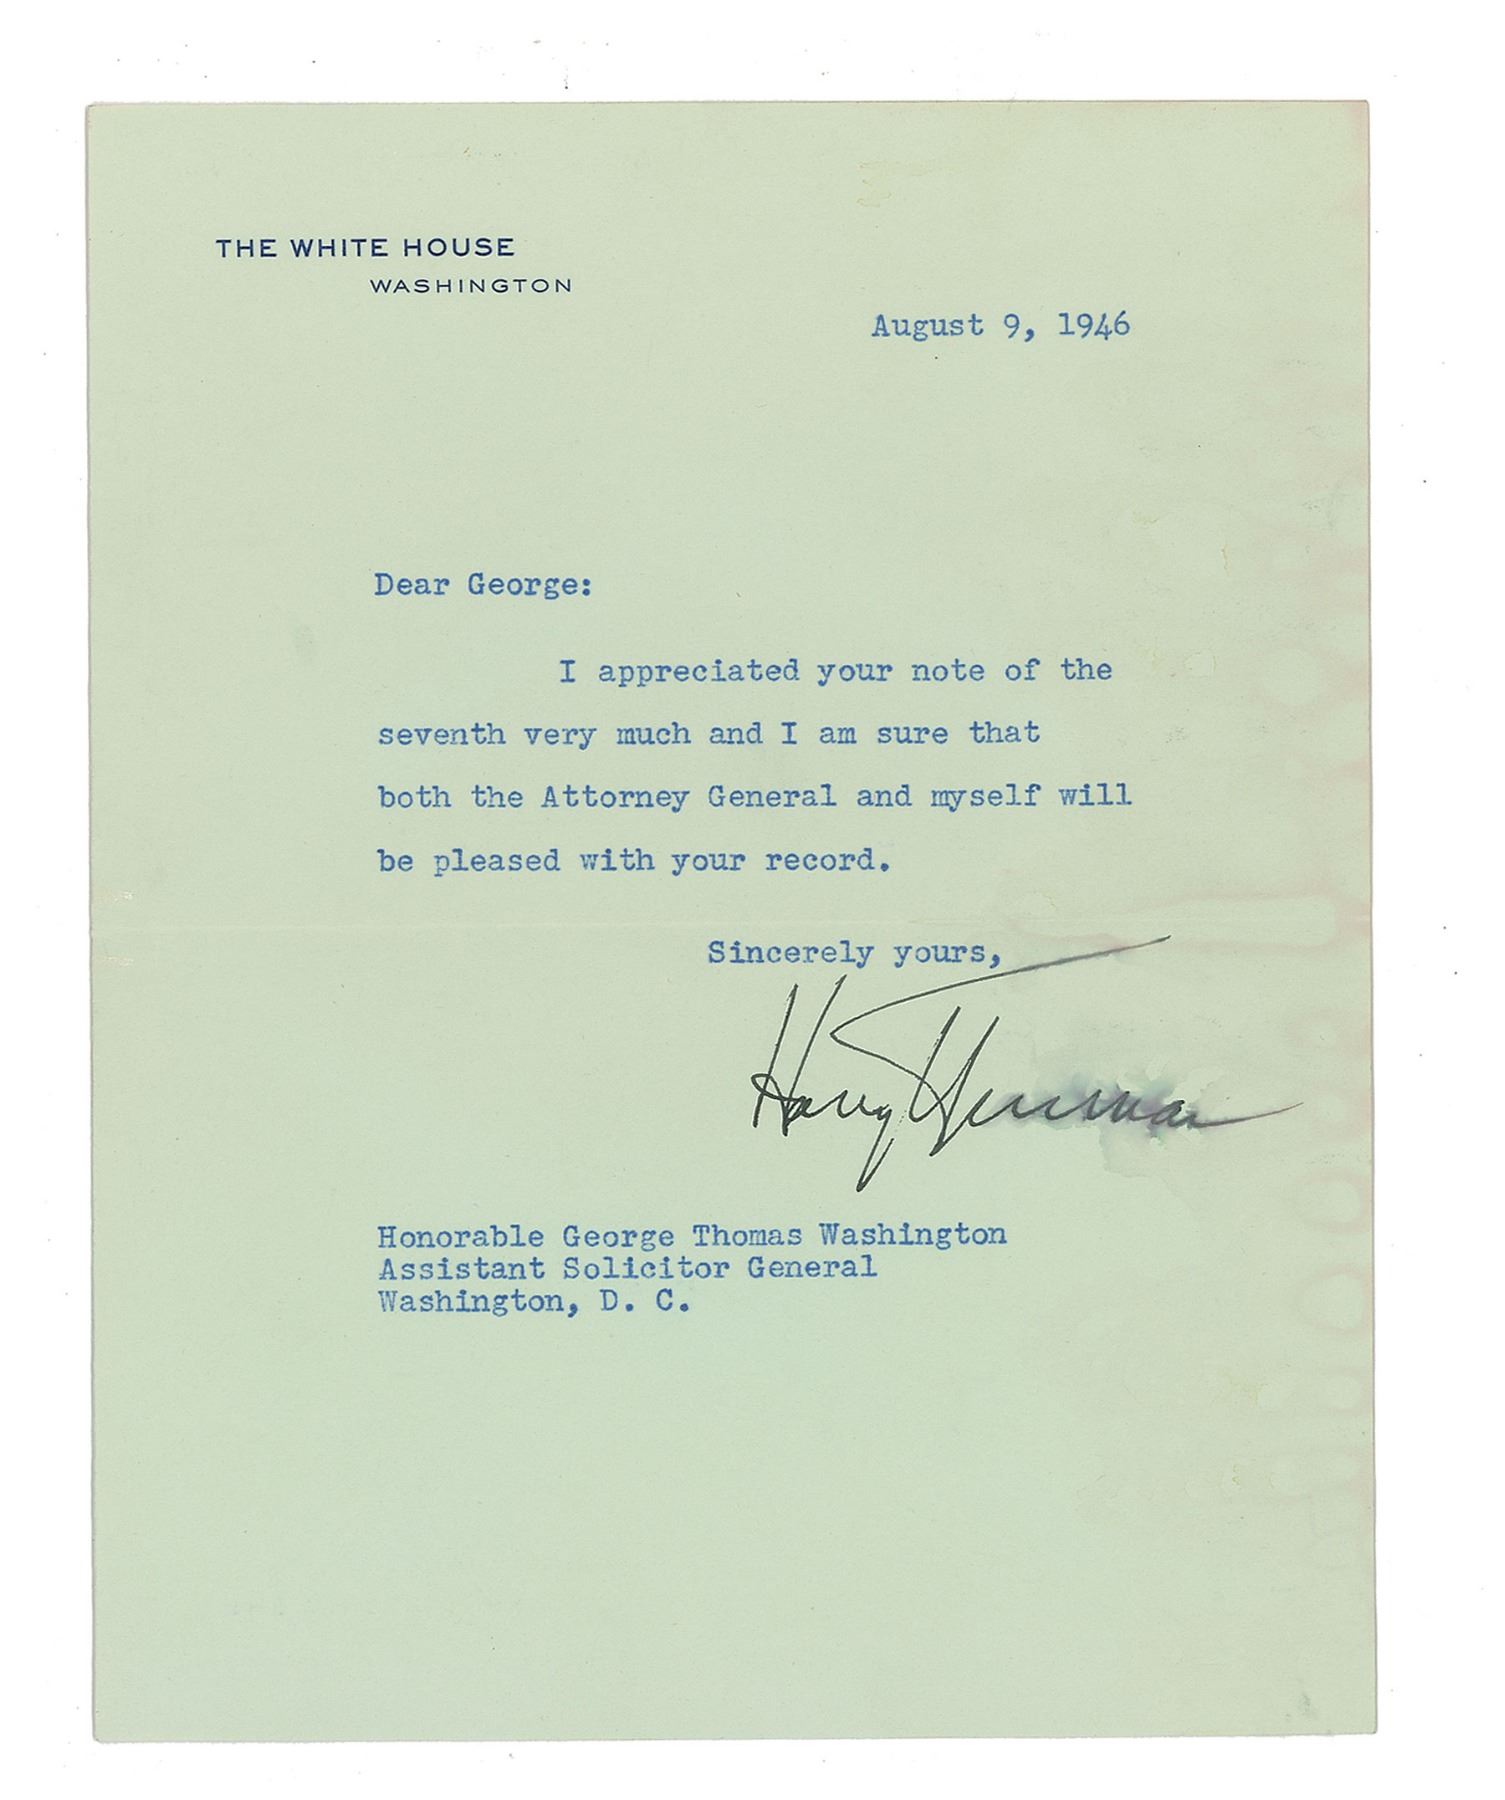 THE WHITE HOUSE
WASHINGTON
August 9, 1946
Dear George:
I appreciated your note of the
seventh very much and I am sure that
both the Attorney General and myself will
be pleased with your record.
Sincerely yours,
Harry Truman
Honorable George Thomas Washington
Assistant Solicitor General
Washington, D. C.